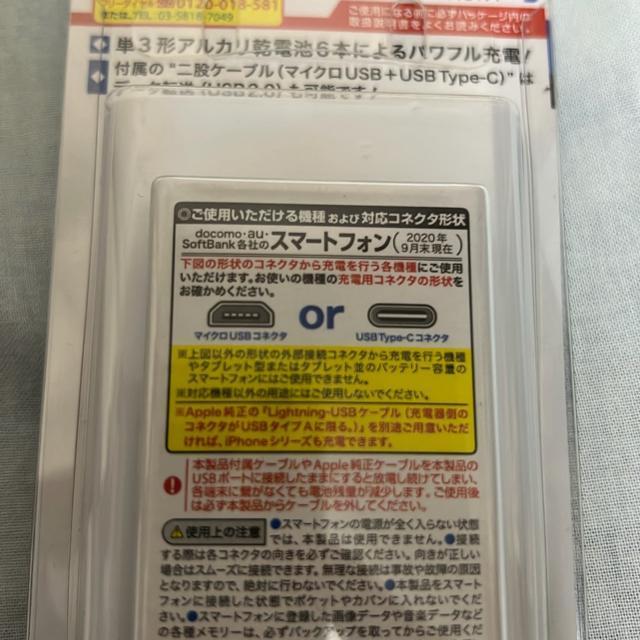 フリーダイヤル 0120-018-581
または、TEL. 03-5818-7049
ご使用になる前に必ずパッケージ内の
取扱説明書をよくお読みください。
単3形アルカリ乾電池6本によるパワフル充電!
付属の"二股ケーブル(マイクロUSB+USB Type-C)"は
データ転送(USB2.0)も可能です!
◎ご使用いただける機種 および 対応コネクタ形状
docomo・au・
SoftBank 各社のスマートフォン(2020年9月末現在)
下図の形状のコネクタから充電を行う各機種にご使用
いただけます。お使いの機種の充電用コネクタの形状を
お確かめください。
or
マイクロUSBコネクタ
USB Type-Cコネクタ
※上図以外の形状の外部接続コネクタから充電を行う機種
やタブレット型またはタブレット並のバッテリー容量の
スマートフォンにはご使用できません。
※対応機種以外の用途にはご使用しないでください。
※Apple純正の『Lightning-USBケーブル(充電器側の
コネクタがUSBタイプAに限る。)』を別途ご用意いただ
ければ、iPhoneシリーズも充電できます。
本製品付属ケーブルやApple純正ケーブルを本製品の
USBポートに接続したままにすると放電し続けてしまい、
各端末に繋がなくても電池残量が減少します。ご使用後
は必ず本製品からケーブルを外してください。
使用上の注意 ●スマートフォンの電源が全く入らない状態
では、本製品は使用できません。●接続
する際は各コネクタの向きを必ずご確認ください。向きが正しい
場合はスムーズに接続できます。無理な接続は事故や故障の原因
となりますので、絶対に行わないでください。●本製品をスマート
フォンに接続した状態でポケットやカバンに入れないでください。
●スマートフォンに登録した画像データや音楽データなど
の各種メモリーは、必ずバックアップを取ってからご使用くだ